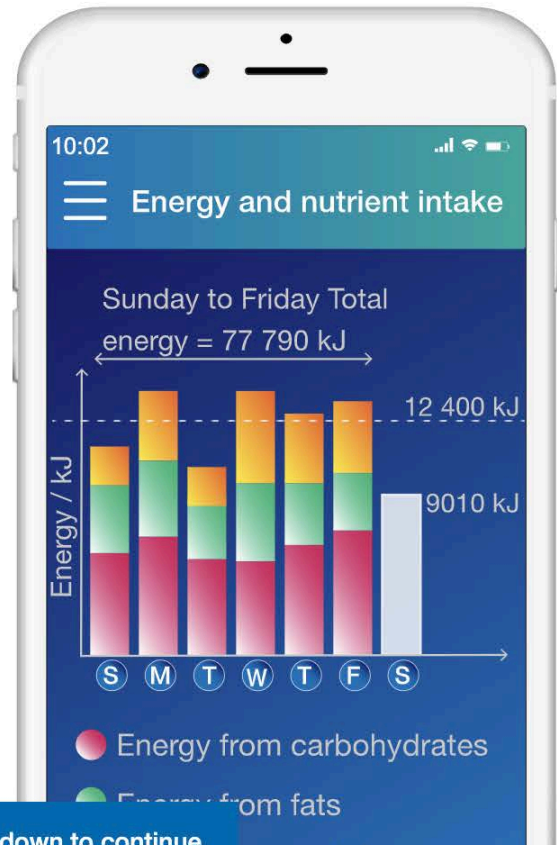 10:02
Energy and nutrient intake
Sunday to Friday Total
energy = 77 790 kJ
12 400 kJ
9010 kJ
Energy / kJ
S M T W T F S
Energy from carbohydrates
Energy from fats
down to continue